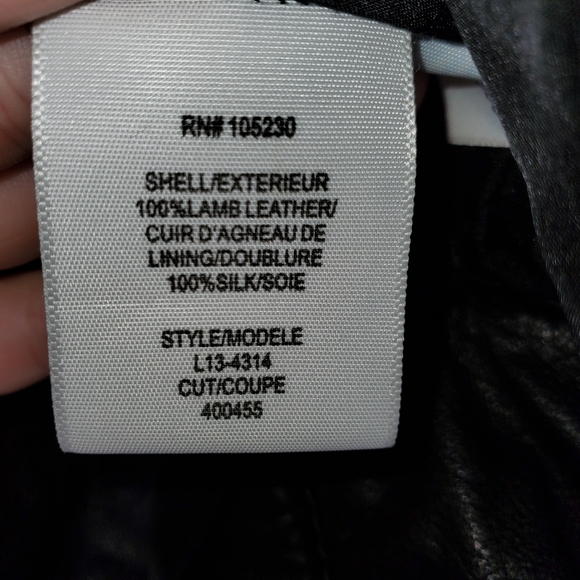 RN# 105230
SHELL/EXTERIEUR
100%LAMB LEATHER/
CUIR D'AGNEAU DE
LINING/DOUBLURE
100%SILK/SOIE
STYLE/MODELE
L13-4314
CUT/COUPE
400455